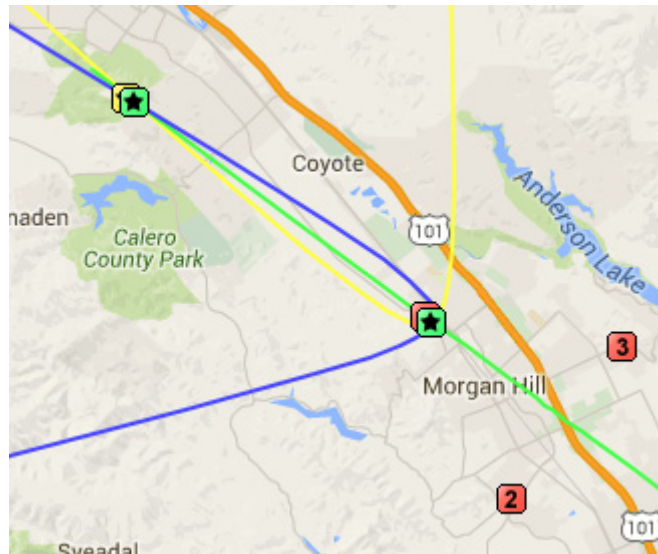 Coyote
naden
Calero
County Park
101
Anderson Lake
3
Morgan Hill
2
101
Sveadal